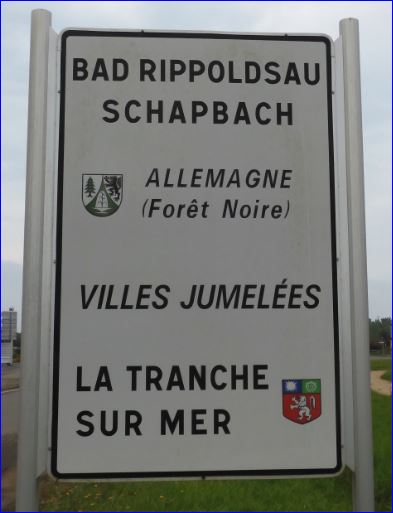 BAD RIPPOLDSAU
SCHAPBACH
ALLEMAGNE
(Forêt Noire)
VILLES JUMELÉES
LA TRANCHE
SUR MER